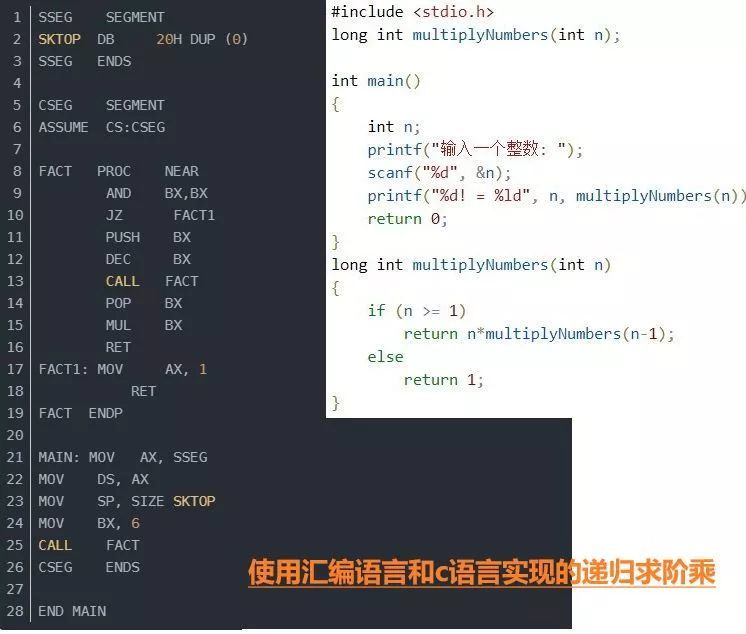 1 SSEG SEGMENT
2 SKTOP DB 20H DUP (0)
3 SSEG ENDS
4
5 CSEG SEGMENT
6 ASSUME CS:CSEG
7
8 FACT PROC NEAR
9 AND BX,BX
10 JZ FACT1
11 PUSH BX
12 DEC BX
13 CALL FACT
14 POP BX
15 MUL BX
16 RET
17 FACT1: MOV AX, 1
18 RET
19 FACT ENDP
20
21 MAIN: MOV AX, SSEG
22 MOV DS, AX
23 MOV SP, SIZE SKTOP
24 MOV BX, 6
25 CALL FACT
26 CSEG ENDS
27
28 END MAIN
#include <stdio.h>
long int multiplyNumbers(int n);
int main()
{
int n;
printf("输入一个整数: ");
scanf("%d", &n);
printf("%d! = %ld", n, multiplyNumbers(n))
return 0;
}
long int multiplyNumbers(int n)
{
if (n >= 1)
return n*multiplyNumbers(n-1);
else
return 1;
}
使用汇编语言和c语言实现的递归求阶乘